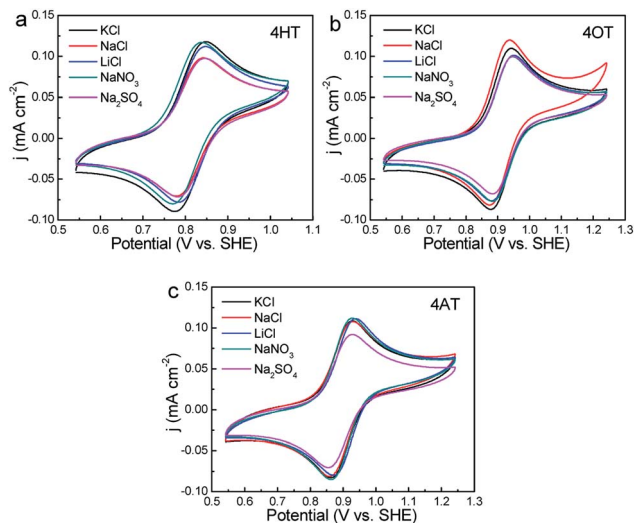 a
4HT
KCl
NaCl
LiCl
NaNO₃
Na₂SO₄
j (mA cm⁻²)
0.15
0.10
0.05
0.00
-0.05
-0.10
0.5 0.6 0.7 0.8 0.9 1.0 1.1
Potential (V vs. SHE)
b
4OT
KCl
NaCl
LiCl
NaNO₃
Na₂SO₄
j (mA cm⁻²)
0.15
0.10
0.05
0.00
-0.05
-0.10
0.5 0.6 0.7 0.8 0.9 1.0 1.1 1.2 1.3
Potential (V vs. SHE)
c
4AT
KCl
NaCl
LiCl
NaNO₃
Na₂SO₄
j (mA cm⁻²)
0.15
0.10
0.05
0.00
-0.05
-0.10
0.5 0.6 0.7 0.8 0.9 1.0 1.1 1.2 1.3
Potential (V vs. SHE)